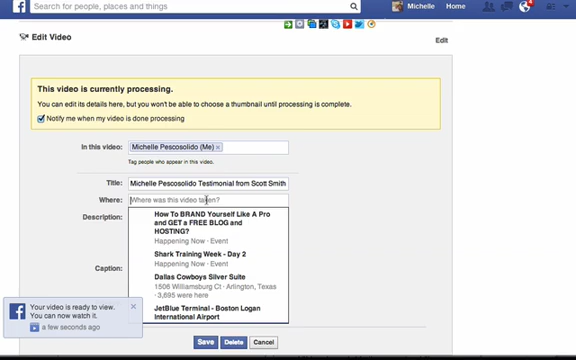 Search for people, places and things
Michelle
Home
Edit Video
Edit
This video is currently processing.
You can edit its details here, but you won't be able to choose a thumbnail until processing is complete.
Notify me when my video is done processing
In this video:
Michelle Pescosolido (Me) ×
Tag people who appear in this video.
Title:
Michelle Pescosolido Testimonial from Scott Smith
Where:
Where was this video taken?
Description:
How To BRAND Yourself Like A Pro
and GET a FREE BLOG and
HOSTING?
Happening Now · Event
Shark Training Week - Day 2
Happening Now · Event
Caption:
Dallas Cowboys Silver Suite
1506 Williamsburg Ct · Arlington, Texas
· 3,695 were here
JetBlue Terminal - Boston Logan
International Airport
Your video is ready to view.
You can now watch it.
a few seconds ago
Save
Delete
Cancel